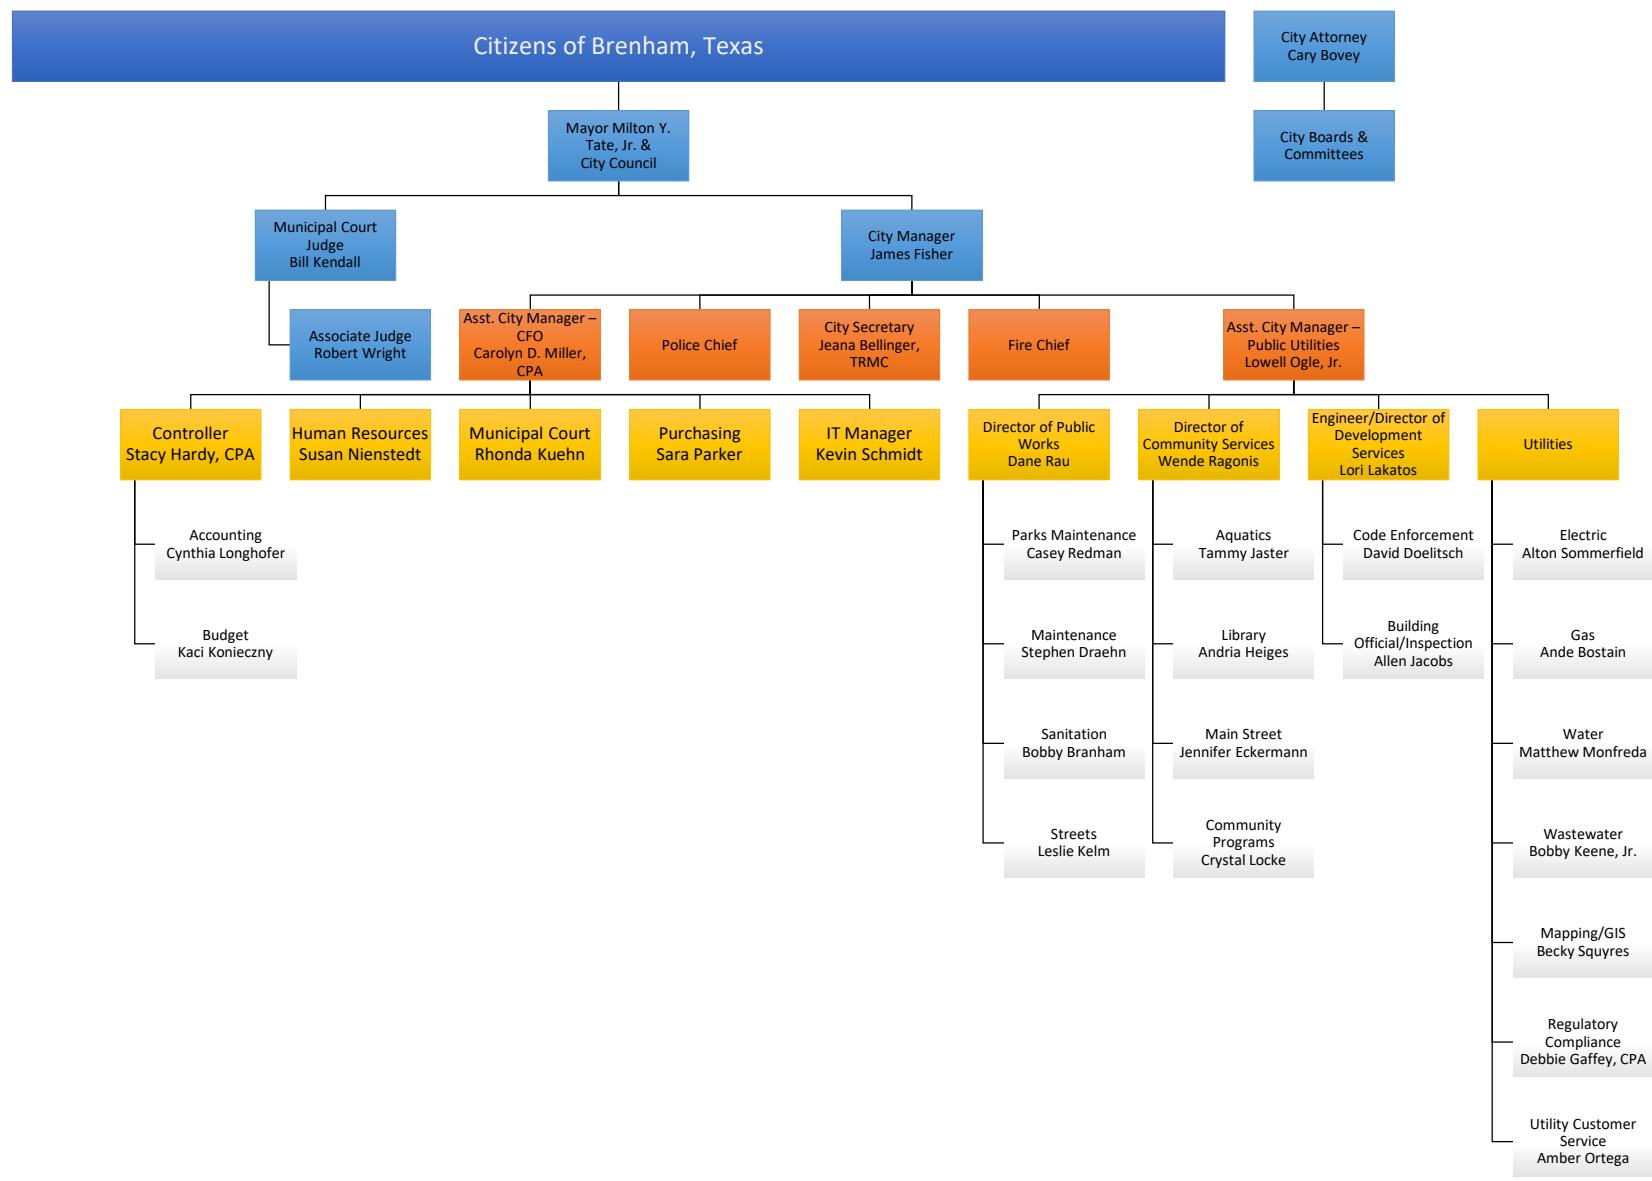 Citizens of Brenham, Texas
City Attorney
Cary Bovey
Mayor Milton Y.
Tate, Jr. &
City Council
City Boards &
Committees
Municipal Court
Judge
Bill Kendall
City Manager
James Fisher
Associate Judge
Robert Wright
Asst. City Manager –
CFO
Carolyn D. Miller,
CPA
Police Chief
City Secretary
Jeana Bellinger,
TRMC
Fire Chief
Asst. City Manager –
Public Utilities
Lowell Ogle, Jr.
Controller
Stacy Hardy, CPA
Human Resources
Susan Nienstedt
Municipal Court
Rhonda Kuehn
Purchasing
Sara Parker
IT Manager
Kevin Schmidt
Director of Public
Works
Dane Rau
Director of
Community Services
Wende Ragonis
Engineer/Director of
Development
Services
Lori Lakatos
Utilities
Accounting
Cynthia Longhofer
Budget
Kaci Konieczny
Parks Maintenance
Casey Redman
Maintenance
Stephen Draehn
Sanitation
Bobby Branham
Streets
Leslie Kelm
Aquatics
Tammy Jaster
Library
Andria Heiges
Main Street
Jennifer Eckermann
Community
Programs
Crystal Locke
Code Enforcement
David Doelitsch
Building
Official/Inspection
Allen Jacobs
Electric
Alton Sommerfield
Gas
Ande Bostain
Water
Matthew Monfreda
Wastewater
Bobby Keene, Jr.
Mapping/GIS
Becky Squyres
Regulatory
Compliance
Debbie Gaffey, CPA
Utility Customer
Service
Amber Ortega